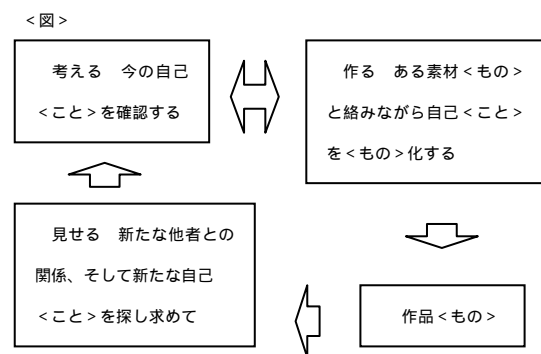 <図>
考える　今の自己
<こと>を確認する
作る　ある素材<もの>
と絡みながら自己<こと>
を<もの>化する
見せる　新たな他者との
関係、そして新たな自己
<こと>を探し求めて
作品<もの>